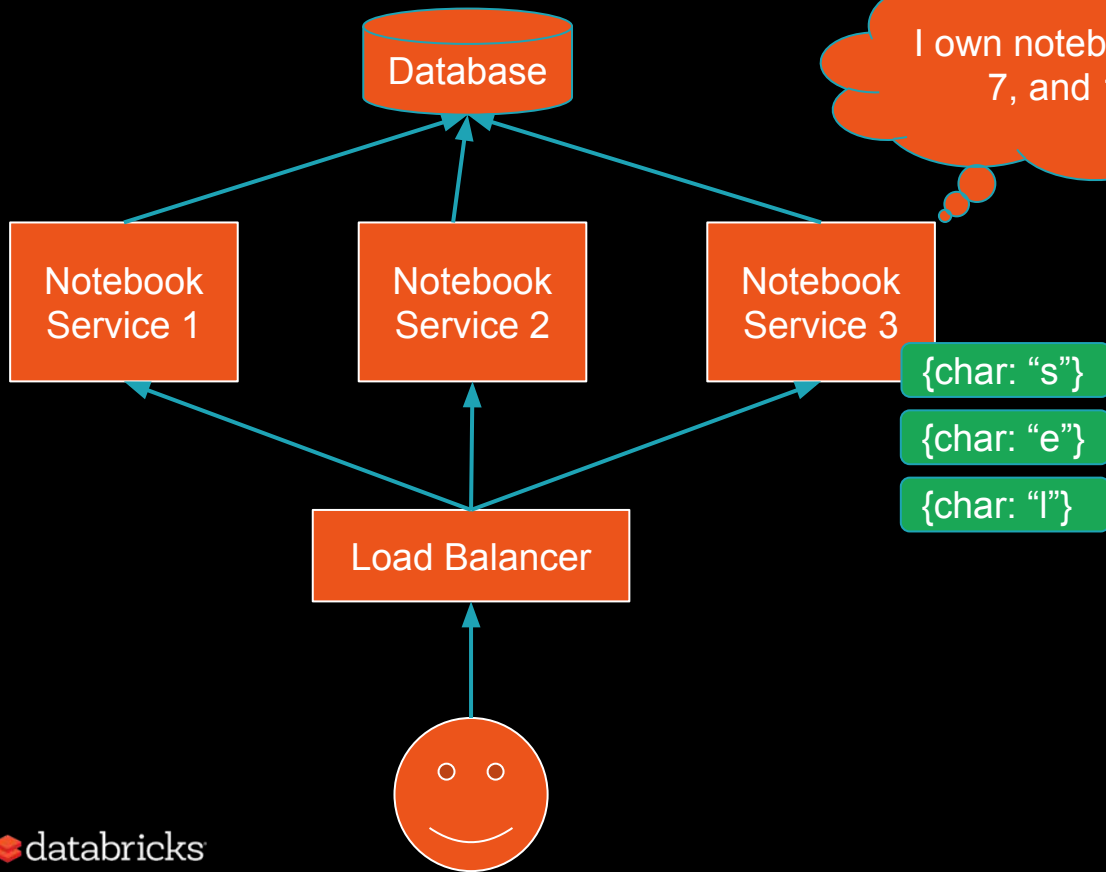 Database
I own noteb
7, and
Notebook
Service 1
Notebook
Service 2
Notebook
Service 3
{char: “s”}
{char: “e”}
{char: “l”}
Load Balancer
databricks